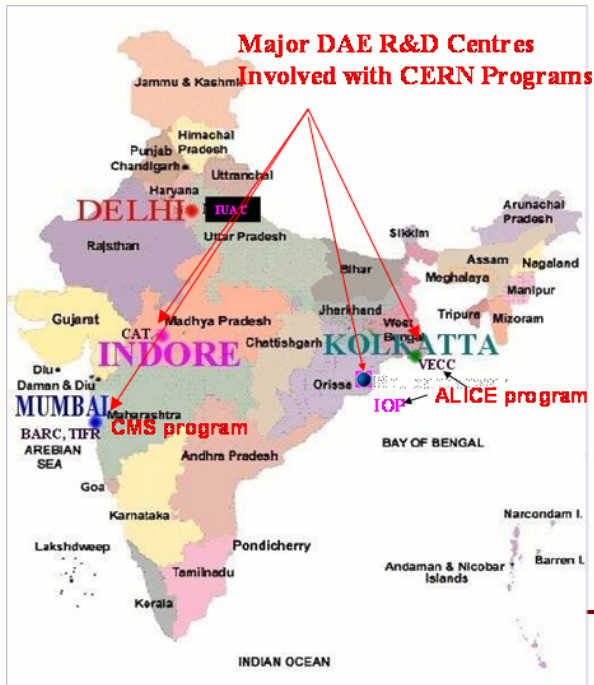 Major DAE R&D Centres
Involved with CERN Programs
Jammu & Kashmir
Himachal
Pradesh
Punjab
Chandigarh
Uttranchal
Haryana
DELHI
IUAC
Arunachal
Pradesh
Rajsthan
Uttar Pradesh
Sikkim
Assam
Nagaland
Bihar
Meghalaya
Manipur
Jharkhand
Tripura
Mizoram
Gujarat
CAT
Madhya Pradesh
West
Bengal
INDORE
Chattishgarh
KOLKATTA
VECC
Diu
Daman & Diu
Orissa
ALICE program
IOP
MUMBAI
Maharashtra
BARC, TIFR
CMS program
AREBIAN
SEA
BAY OF BENGAL
Andhra Pradesh
Goa
Karnataka
Narcondam I.
Lakshdweep
Pondicherry
Andaman & Nicobar
Islands
Barren I.
Tamilnadu
Kerala
INDIAN OCEAN